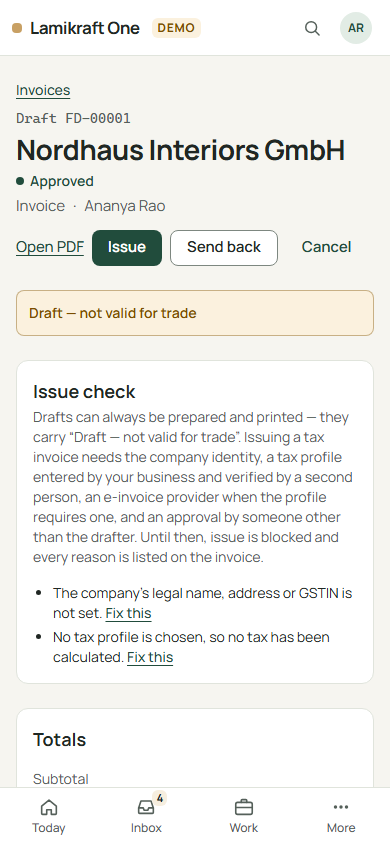 Lamikraft One DEMO AR
Invoices
Draft FD-00001
Nordhaus Interiors GmbH
Approved
Invoice · Ananya Rao
Open PDF Issue Send back Cancel
Draft — not valid for trade
Issue check
Drafts can always be prepared and printed — they
carry “Draft — not valid for trade”. Issuing a tax
invoice needs the company identity, a tax profile
entered by your business and verified by a second
person, an e-invoice provider when the profile
requires one, and an approval by someone other
than the drafter. Until then, issue is blocked and
every reason is listed on the invoice.
• The company’s legal name, address or GSTIN is
not set. Fix this
• No tax profile is chosen, so no tax has been
calculated. Fix this
Totals
Subtotal
4
Today Inbox Work More